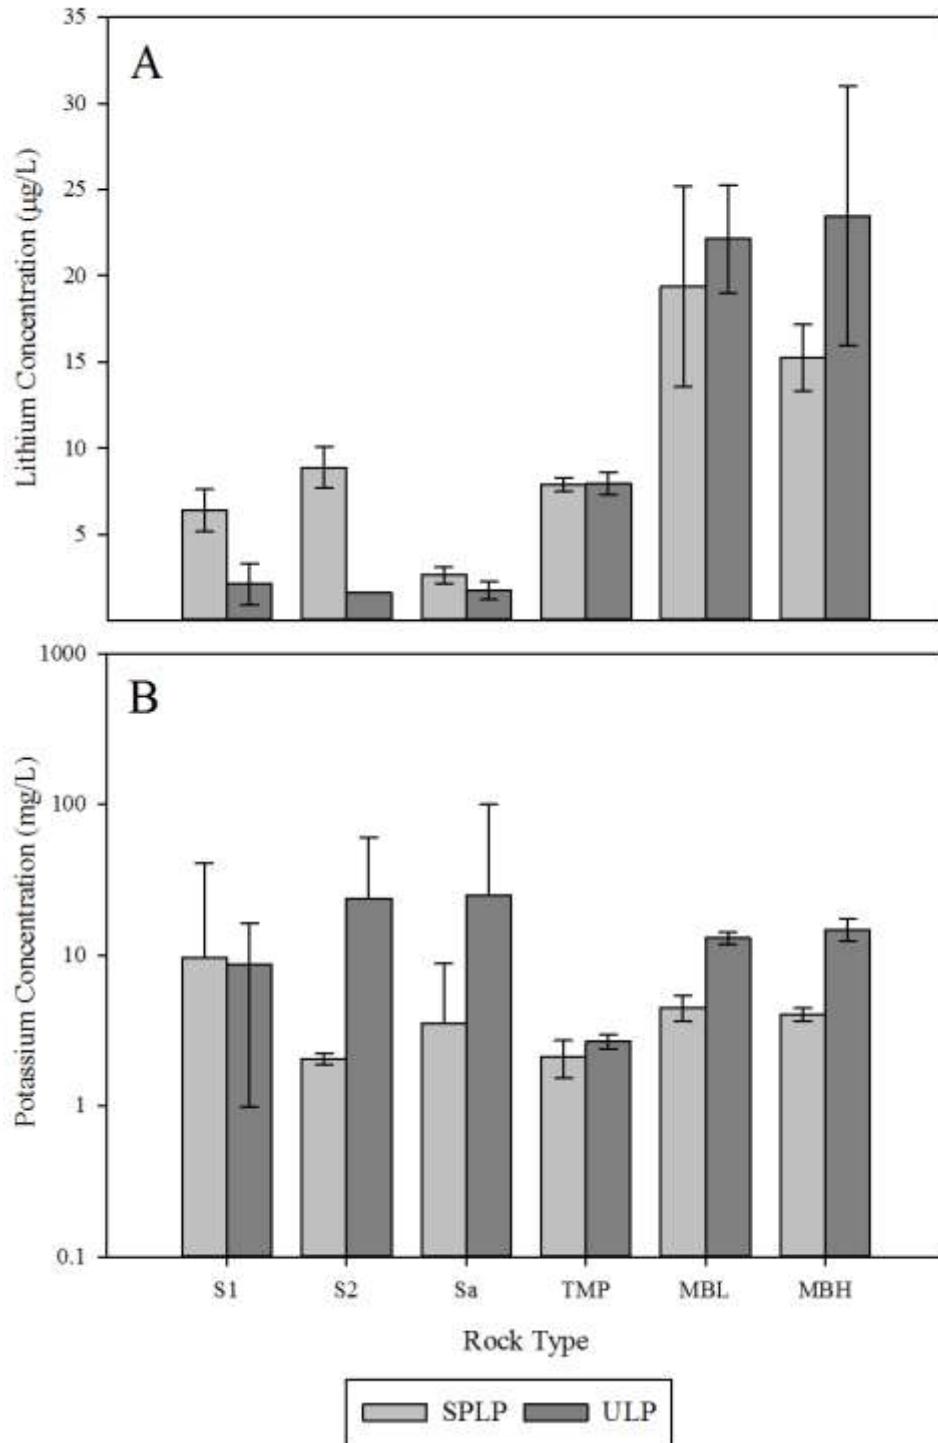 A
Lithium Concentration (µg/L)
35
30
25
20
15
10
5
B
Potassium Concentration (mg/L)
1000
100
10
1
0.1
S1 S2 Sa TMP MBL MBH
Rock Type
SPLP ULP